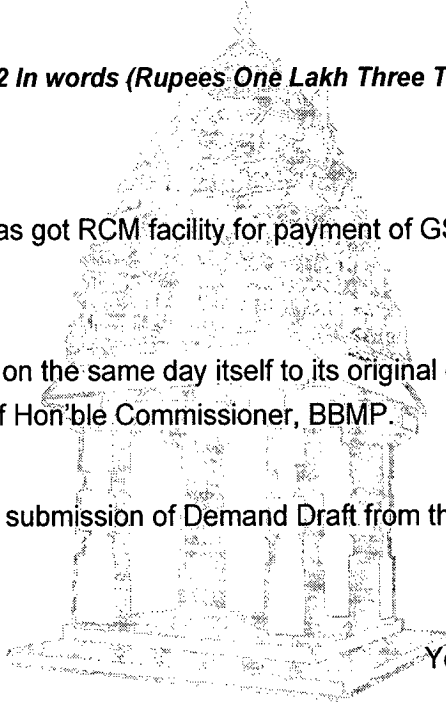 2 In words (Rupees One Lakh Three T
as got RCM facility for payment of GS
on the same day itself to its original
f Hon'ble Commissioner, BBMP.
submission of Demand Draft from th
Y